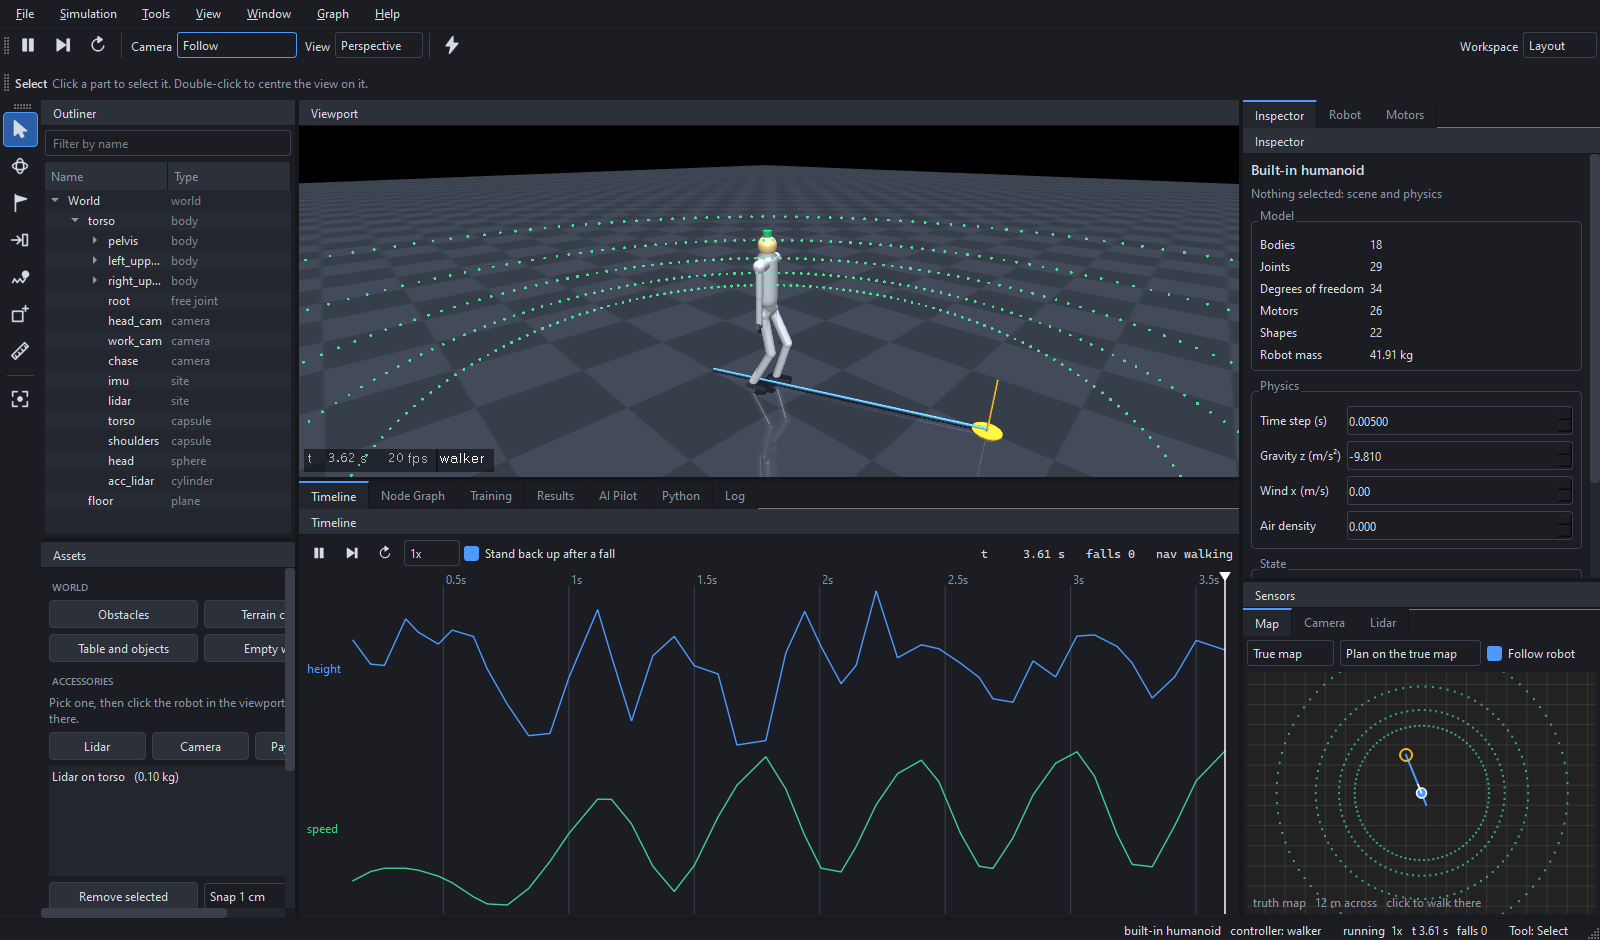 File Simulation Tools View Window Graph Help
Camera Follow View Perspective Workspace Layout
Select Click a part to select it. Double-click to centre the view on it.
Outliner
Filter by name
Name Type
World world
torso body
pelvis body
left_upp... body
right_up... body
root free joint
head_cam camera
work_cam camera
chase camera
imu site
lidar site
torso capsule
shoulders capsule
head sphere
acc_lidar cylinder
floor plane
Assets
WORLD
Obstacles Terrain c
Table and objects Empty w
ACCESSORIES
Pick one, then click the robot in the viewport
there.
Lidar Camera Pa
Lidar on torso (0.10 kg)
Remove selected Snap 1 cm
Viewport
t 3.62 s 20 fps walker
Timeline Node Graph Training Results AI Pilot Python Log
Timeline
1x Stand back up after a fall t 3.61 s falls 0 nav walking
0.5s 1s 1.5s 2s 2.5s 3s 3.5s
height
speed
Inspector Robot Motors
Inspector
Built-in humanoid
Nothing selected: scene and physics
Model
Bodies 18
Joints 29
Degrees of freedom 34
Motors 26
Shapes 22
Robot mass 41.91 kg
Physics
Time step (s) 0.00500
Gravity z (m/s²) -9.810
Wind x (m/s) 0.00
Air density 0.000
State
Sensors
Map Camera Lidar
True map Plan on the true map Follow robot
truth map 12 m across click to walk there
built-in humanoid controller: walker running 1x t 3.61 s falls 0 Tool: Select